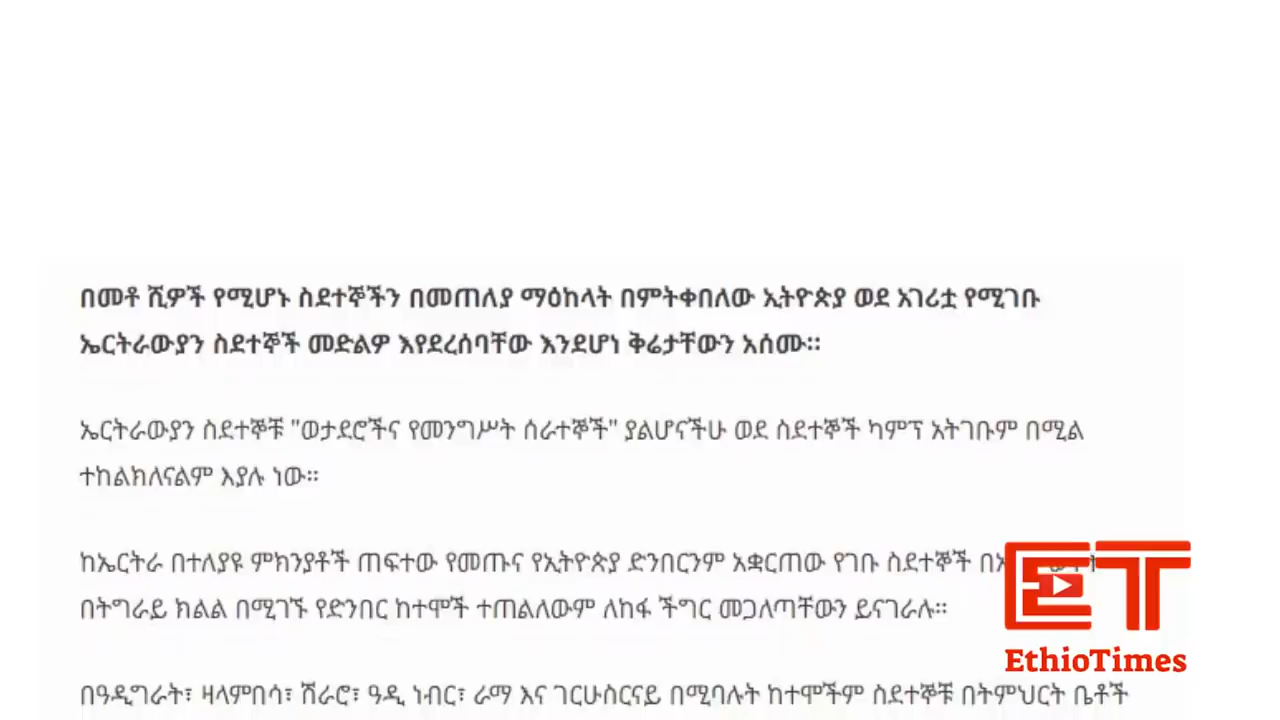 በመቶ ሺዎች የሚሆኑ ስደተኞችን በመጠለያ ማዕከላት በምትቀበለው ኢትዮጵያ ወደ አገሪቷ የሚገቡ
ኤርትራውያን ስደተኞች መድልዎ እየደረሰባቸው እንደሆነ ቅሬታቸውን አሰሙ።
ኤርትራውያን ስደተኞቹ "ወታደሮችና የመንግሥት ሰራተኞች" ያልሆናችሁ ወደ ስደተኞች ካምፕ አትገቡም በሚል
ተከልክለናልም እያሉ ነው።
ከኤርትራ በተለያዩ ምክንያቶች ጠፍተው የመጡና የኢትዮጵያ ድንበርንም አቋርጠው የገቡ ስደተኞች
በትግራይ ክልል በሚገኙ የድንበር ከተሞች ተጠልለውም ለከፋ ችግር መጋለጣቸውን ይናገራሉ።
በዓዲግራት፣ ዛላምበሳ፣ ሽራሮ፣ ዓዲ ነብር፣ ራማ እና ገርሁስርናይ በሚባሉት ከተሞችም ስደተኞቹ በትምህርት ቤቶች
ET
EthioTimes